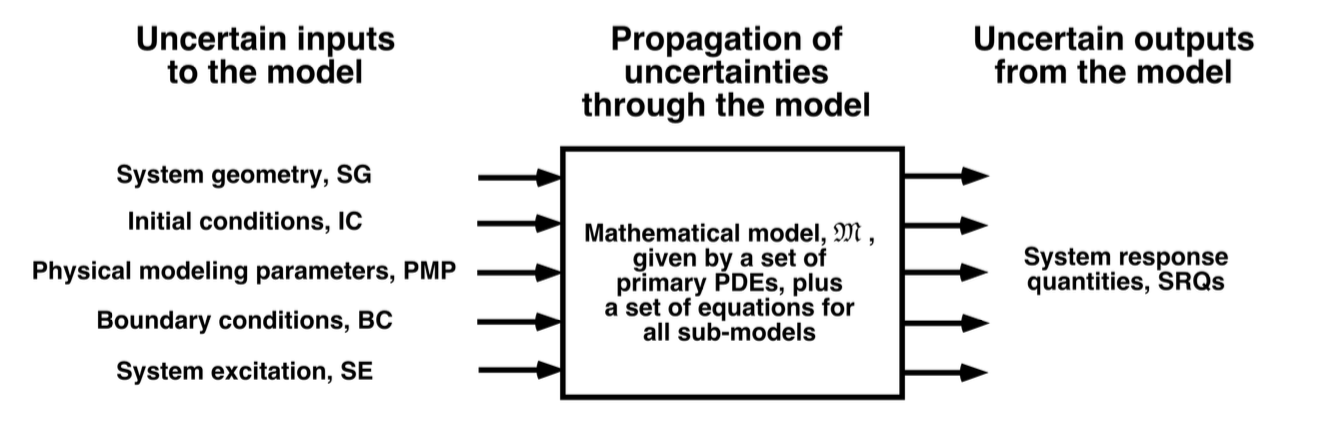 Uncertain inputs
to the model
Propagation of
uncertainties
through the model
Uncertain outputs
from the model
System geometry, SG
Initial conditions, IC
Physical modeling parameters, PMP
Boundary conditions, BC
System excitation, SE
Mathematical model, 𝔐 ,
given by a set of
primary PDEs, plus
a set of equations for
all sub-models
System response
quantities, SRQs